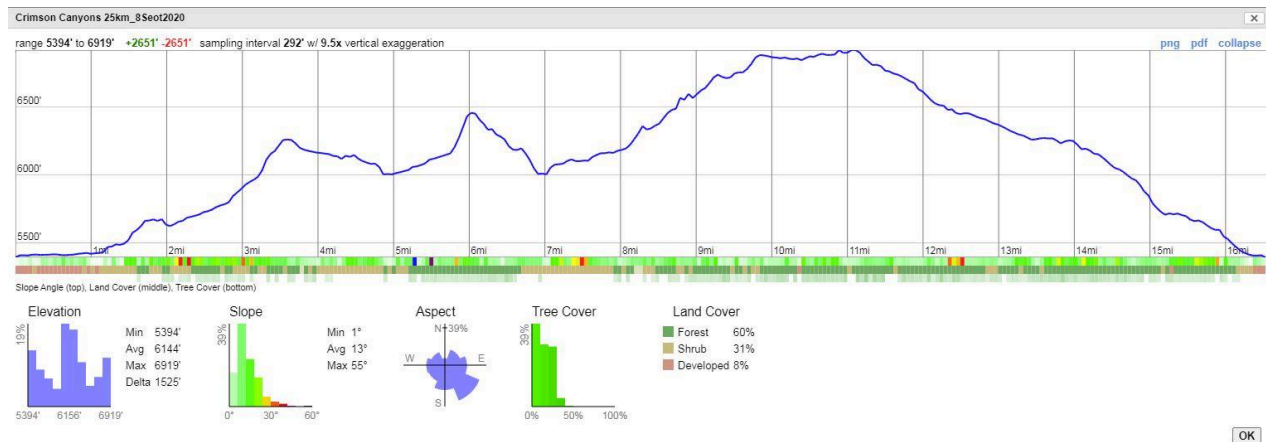 Crimson Canyons 25km_8Seot2020
×
range 5394' to 6919' +2651' -2651' sampling interval 292' w/ 9.5x vertical exaggeration
png pdf collapse
6500'
6000'
5500'
1mi 2mi 3mi 4mi 5mi 6mi 7mi 8mi 9mi 10mi 11mi 12mi 13mi 14mi 15mi 16mi
Slope Angle (top), Land Cover (middle), Tree Cover (bottom)
Elevation
19%
Min 5394'
Avg 6144'
Max 6919'
Delta 1525'
5394' 6156' 6919'
Slope
39%
Min 1°
Avg 13°
Max 55°
0° 30° 60°
Aspect
N 39%
W E
S
Tree Cover
39%
0% 50% 100%
Land Cover
Forest 60%
Shrub 31%
Developed 8%
OK